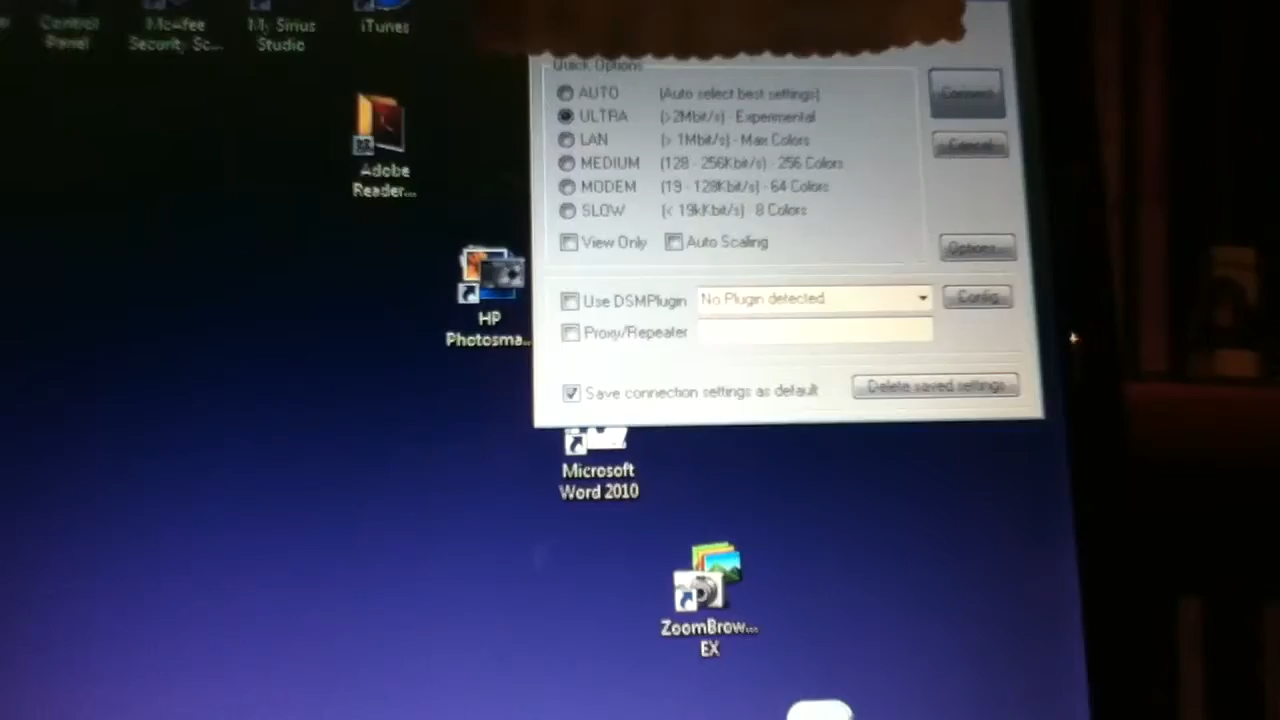 Control
Panel
McAfee
Security Sc...
My Sirius
Studio
iTunes
Adobe
Reader...
HP
Photosma...
Microsoft
Word 2010
ZoomBrow...
EX
Quick Options
AUTO (Auto select best settings)
ULTRA (>2Mbit/s) - Experimental
LAN (> 1Mbit/s) - Max Colors
MEDIUM (128 - 256Kbit/s) - 256 Colors
MODEM (19 - 128Kbit/s) - 64 Colors
SLOW (< 19kKbit/s) - 8 Colors
View Only Auto Scaling
Connect
Cancel
Options...
Use DSMPlugin No Plugin detected Config
Proxy/Repeater
Save connection settings as default Delete saved settings